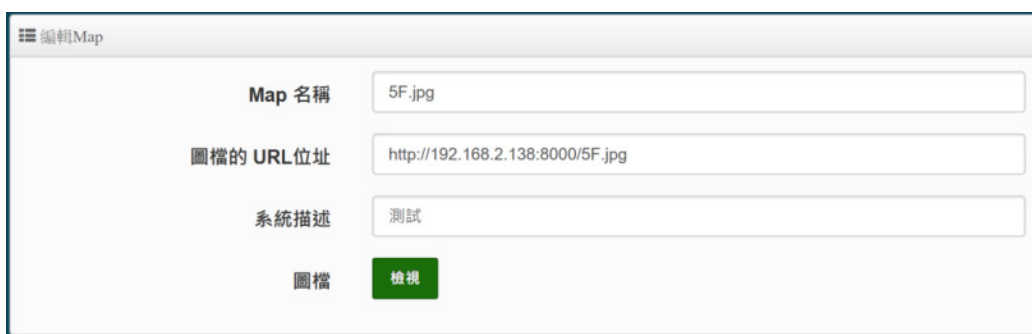 編輯Map
Map 名稱
5F.jpg
圖檔的 URL位址
http://192.168.2.138:8000/5F.jpg
系統描述
測試
圖檔
檢視